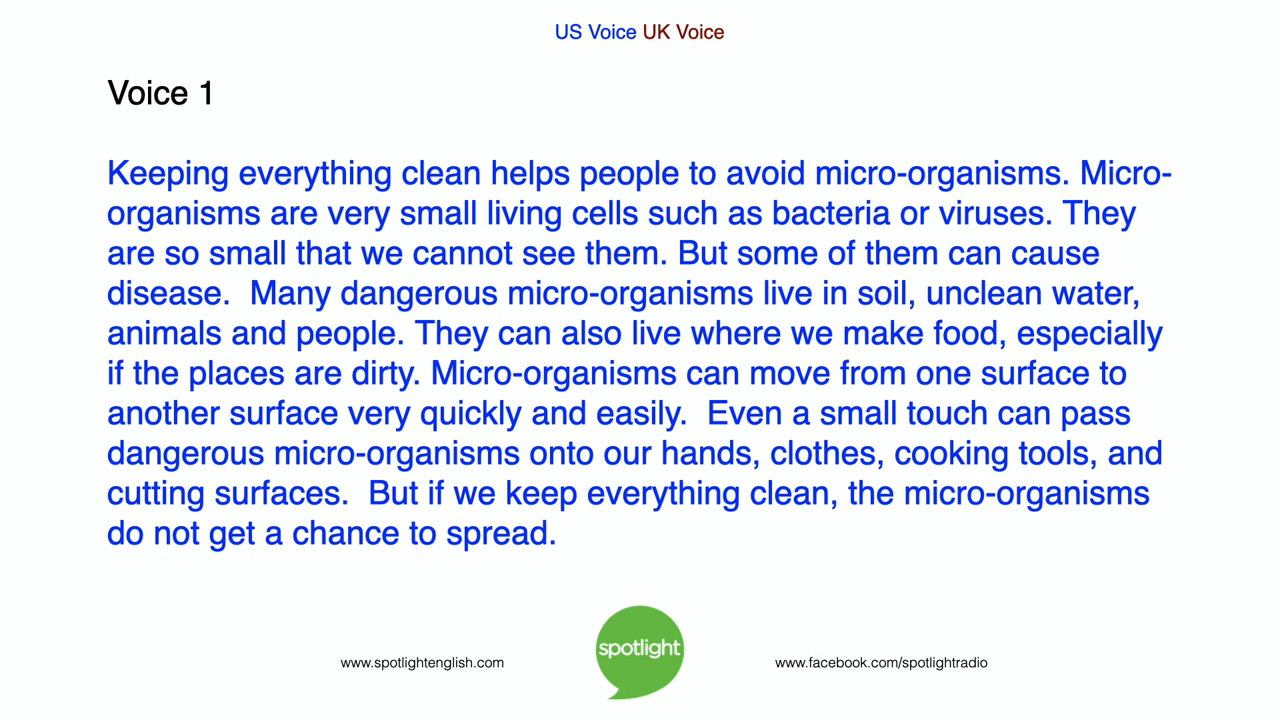 US Voice UK Voice
Voice 1
Keeping everything clean helps people to avoid micro-organisms. Micro-
organisms are very small living cells such as bacteria or viruses. They
are so small that we cannot see them. But some of them can cause
disease.  Many dangerous micro-organisms live in soil, unclean water,
animals and people. They can also live where we make food, especially
if the places are dirty. Micro-organisms can move from one surface to
another surface very quickly and easily.  Even a small touch can pass
dangerous micro-organisms onto our hands, clothes, cooking tools, and
cutting surfaces.  But if we keep everything clean, the micro-organisms
do not get a chance to spread.
www.spotlightenglish.com
spotlight
www.facebook.com/spotlightradio